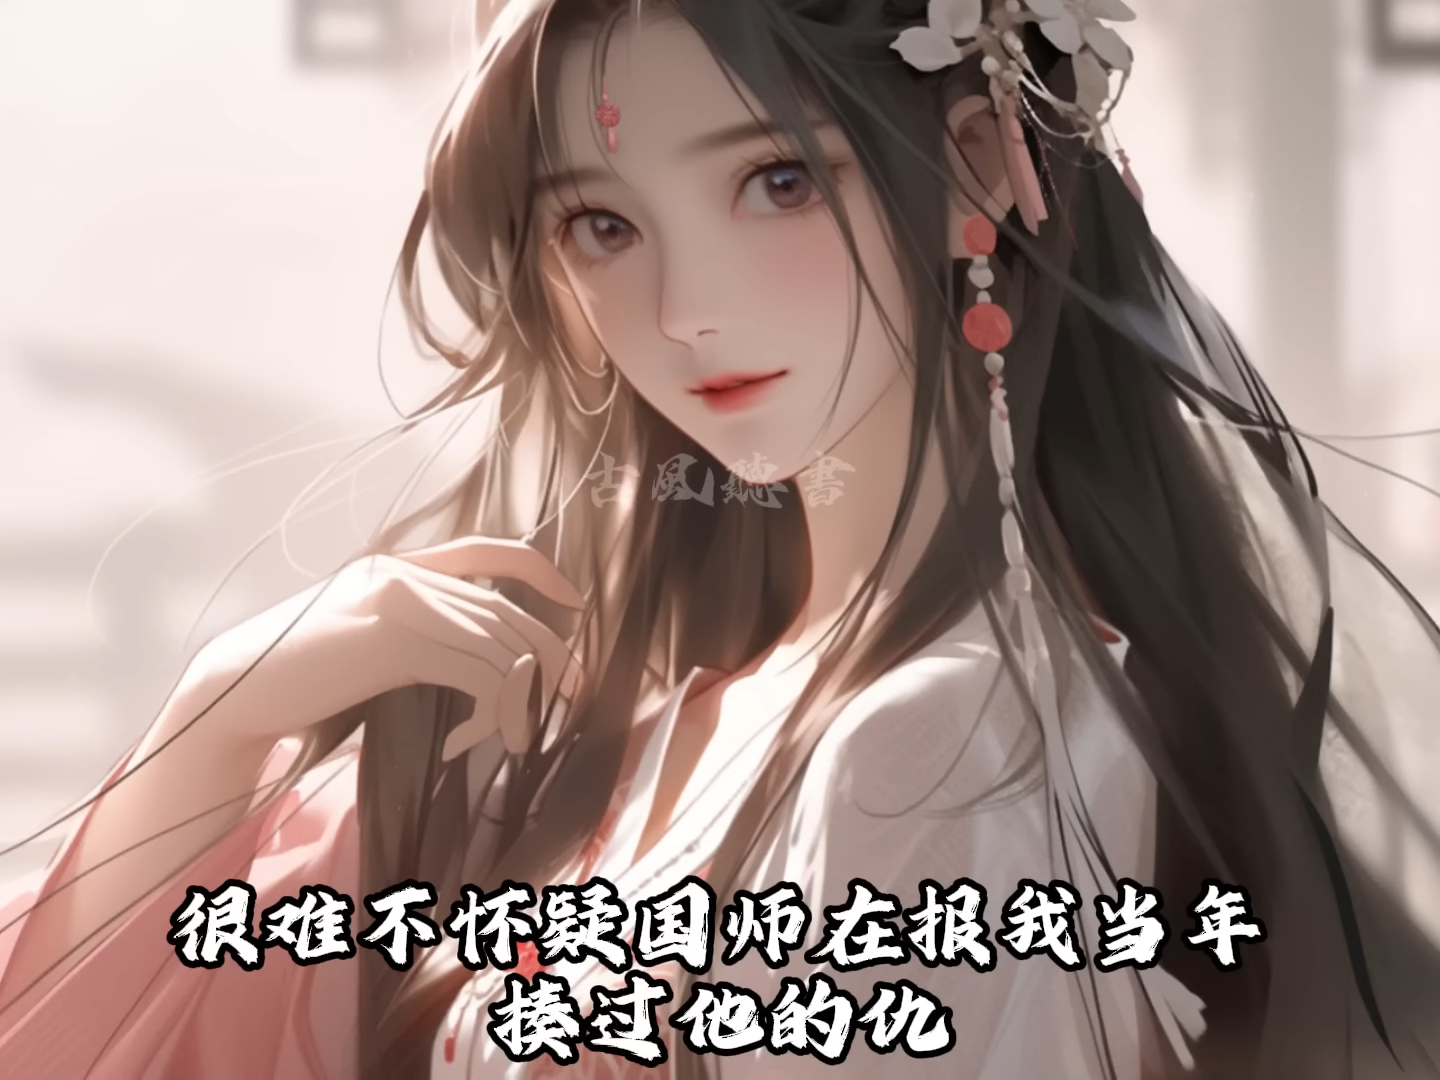 古風聽書
很难不怀疑国师在报我当年
揍过他的仇